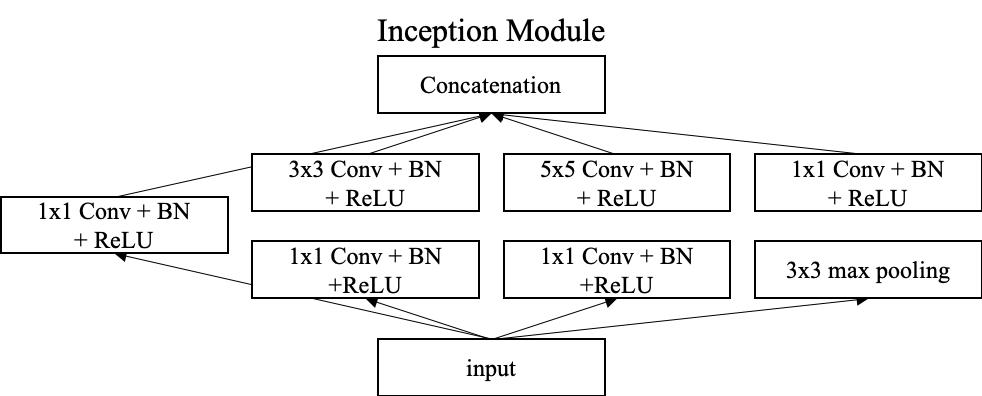 Inception Module
Concatenation
3x3 Conv + BN
+ ReLU
5x5 Conv + BN
+ ReLU
1x1 Conv + BN
+ ReLU
1x1 Conv + BN
+ ReLU
1x1 Conv + BN
+ReLU
1x1 Conv + BN
+ReLU
3x3 max pooling
input